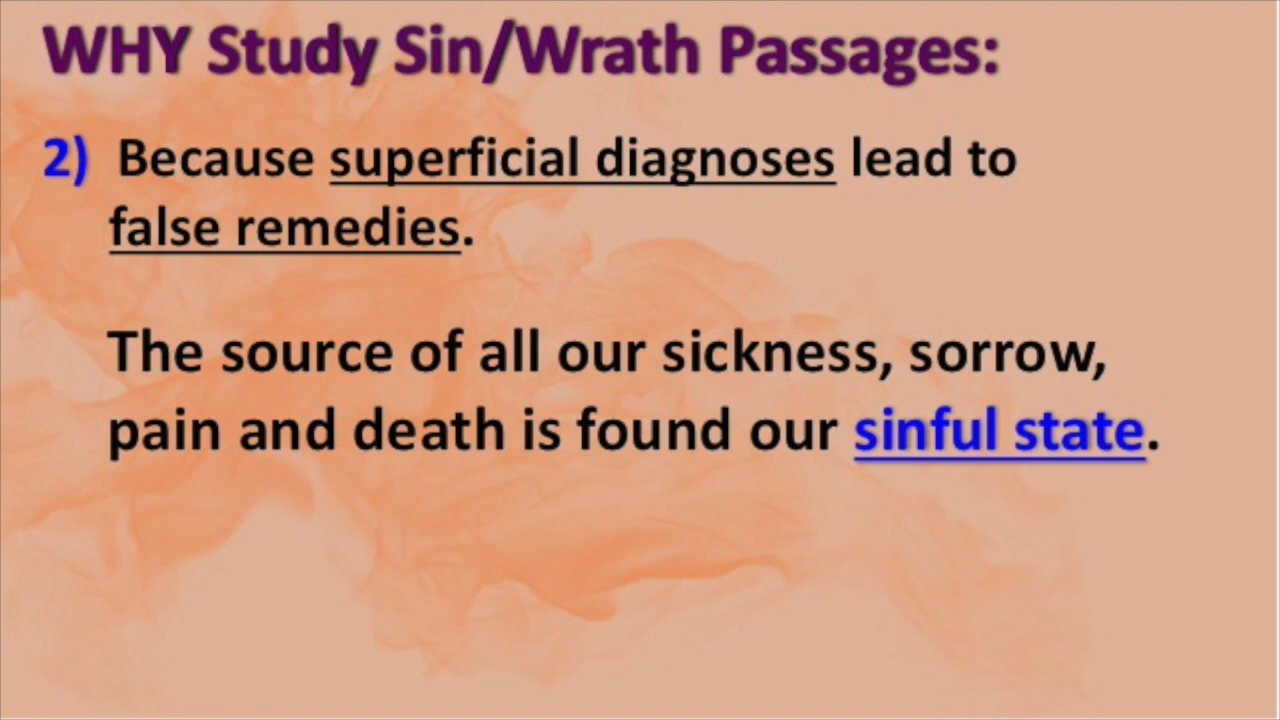 WHY Study Sin/Wrath Passages:
2) Because superficial diagnoses lead to
false remedies.
The source of all our sickness, sorrow,
pain and death is found our sinful state.